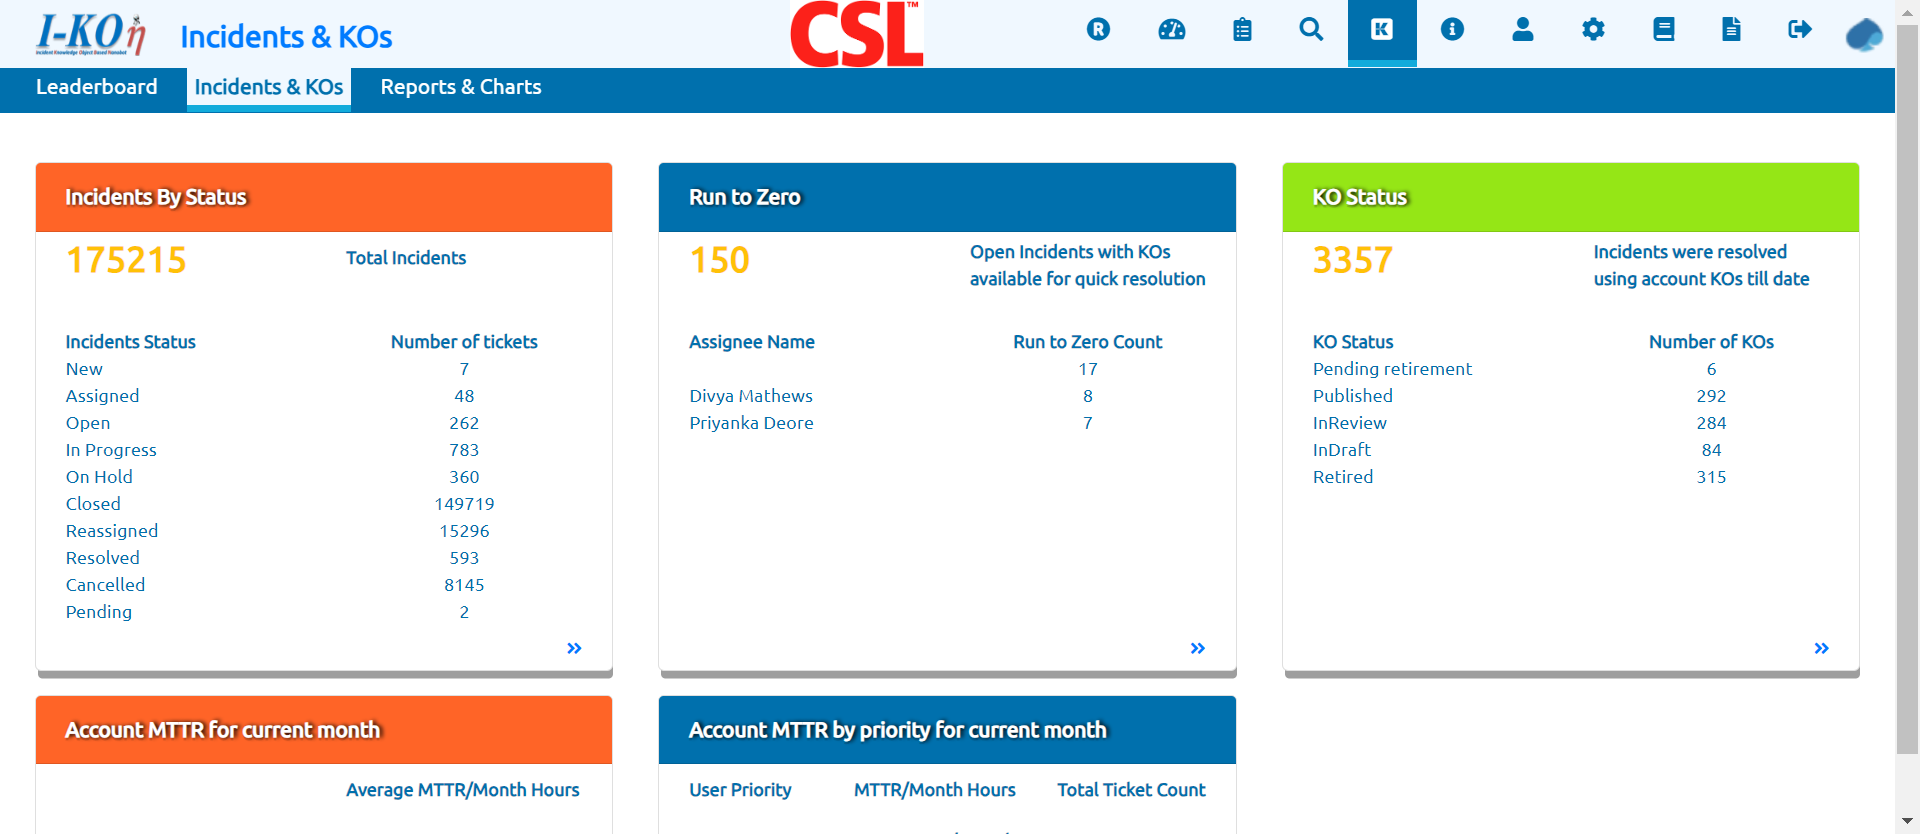 I-KOη
Incident Knowledge Object Based Nanobot
Incidents & KOs
CSL™
Leaderboard
Incidents & KOs
Reports & Charts
Incidents By Status
175215 Total Incidents
Incidents Status Number of tickets
New 7
Assigned 48
Open 262
In Progress 783
On Hold 360
Closed 149719
Reassigned 15296
Resolved 593
Cancelled 8145
Pending 2
Run to Zero
150 Open Incidents with KOs
available for quick resolution
Assignee Name Run to Zero Count
17
Divya Mathews 8
Priyanka Deore 7
KO Status
3357 Incidents were resolved
using account KOs till date
KO Status Number of KOs
Pending retirement 6
Published 292
InReview 284
InDraft 84
Retired 315
Account MTTR for current month
Average MTTR/Month Hours
Account MTTR by priority for current month
User Priority MTTR/Month Hours Total Ticket Count